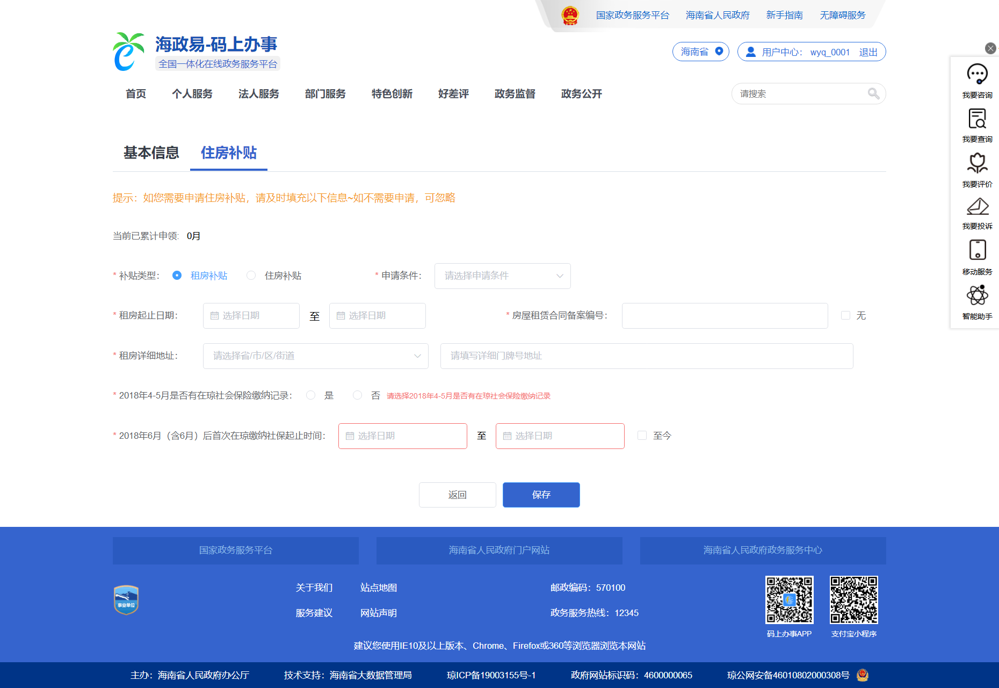 国家政务服务平台 海南省人民政府 新手指南 无障碍服务
海政易-码上办事
全国一体化在线政务服务平台
海南省 用户中心： wyq_0001 退出
首页 个人服务 法人服务 部门服务 特色创新 好差评 政务监督 政务公开 请搜索
我要咨询
我要查询
我要评价
我要投诉
移动服务
智能助手
基本信息 住房补贴
提示：如您需要申请住房补贴，请及时填充以下信息~如不需要申请，可忽略
当前已累计申领: 0月
* 补贴类型： 租房补贴 住房补贴 * 申请条件： 请选择申请条件
* 租房起止日期： 选择日期 至 选择日期 * 房屋租赁合同备案编号： 无
* 租房详细地址： 请选择省/市/区/街道 请填写详细门牌号地址
* 2018年4-5月是否有在琼社会保险缴纳记录： 是 否 请选择2018年4-5月是否有在琼社会保险缴纳记录
* 2018年6月（含6月）后首次在琼缴纳社保起止时间： 选择日期 至 选择日期 至今
返回 保存
国家政务服务平台 海南省人民政府门户网站 海南省人民政府政务服务中心
事业单位
关于我们 站点地图 邮政编码：570100
服务建议 网站声明 政务服务热线：12345
码上办事APP 支付宝小程序
建议您使用IE10及以上版本、Chrome、Firefox或360等浏览器浏览本网站
主办：海南省人民政府办公厅 技术支持：海南省大数据管理局 琼ICP备19003155号-1 政府网站标识码：4600000065 琼公网安备46010802000308号